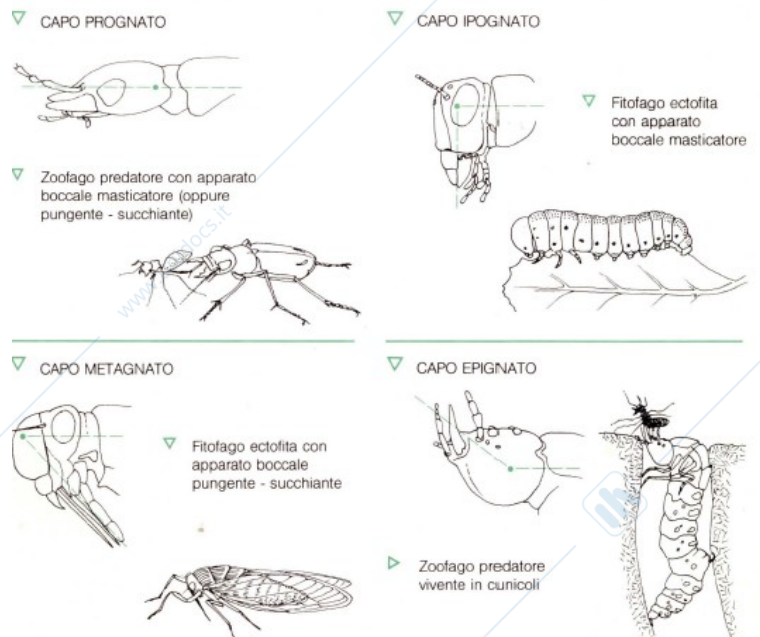 CAPO PROGNATO
Zoofago predatore con apparato
boccale masticatore (oppure
pungente - succhiante)
CAPO IPOGNATO
Fitofago ectofita
con apparato
boccale masticatore
CAPO METAGNATO
Fitofago ectofita con
apparato boccale
pungente - succhiante
CAPO EPIGNATO
Zoofago predatore
vivente in cunicoli